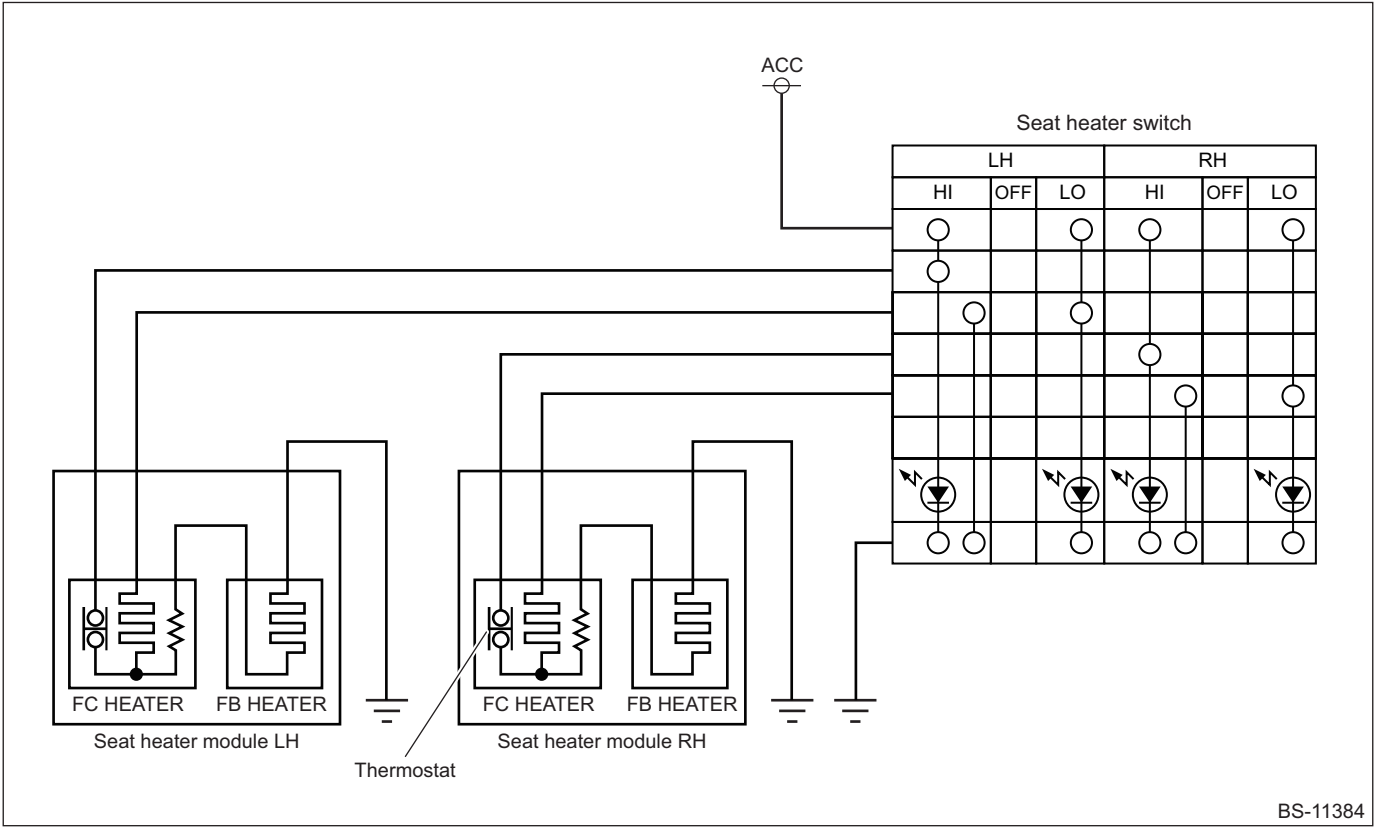 ACC
Seat heater switch
LH RH
HI OFF LO HI OFF LO
FC HEATER FB HEATER FC HEATER FB HEATER
Seat heater module LH Seat heater module RH
Thermostat
BS-11384